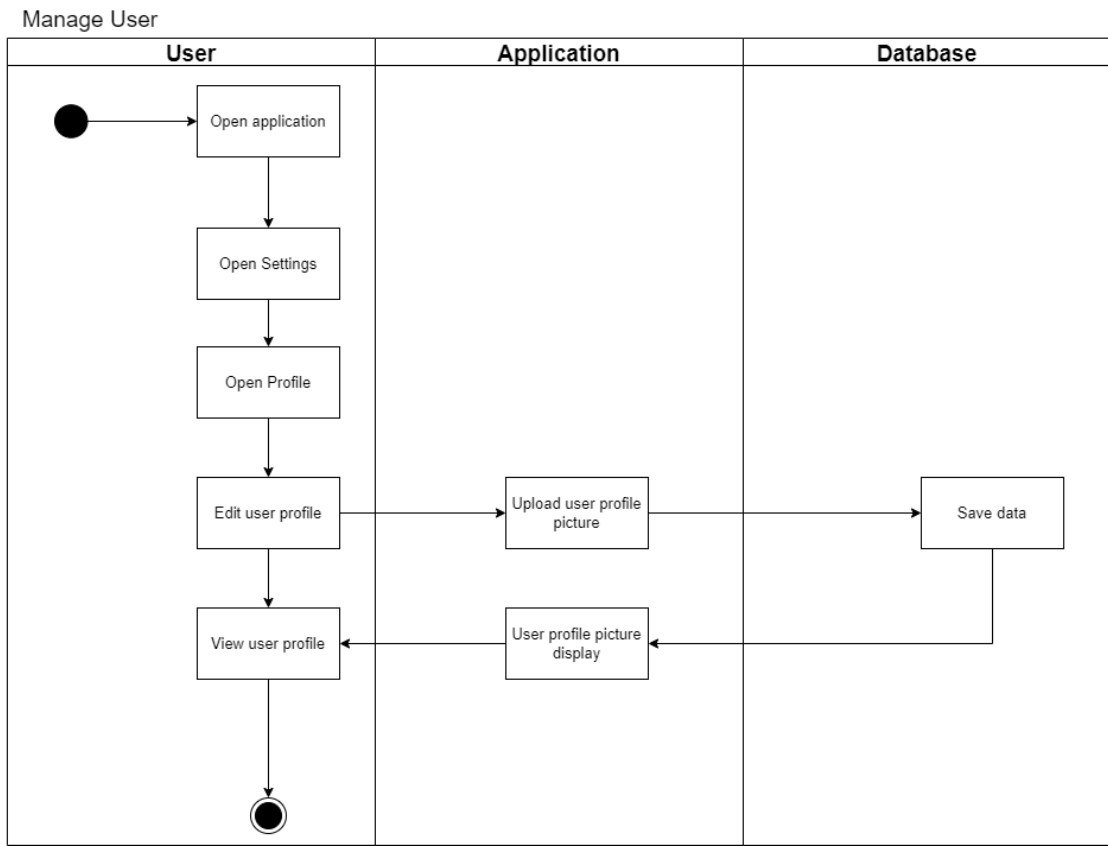 Manage User
User
Application
Database
Open application
Open Settings
Open Profile
Edit user profile
Upload user profile
picture
Save data
View user profile
User profile picture
display